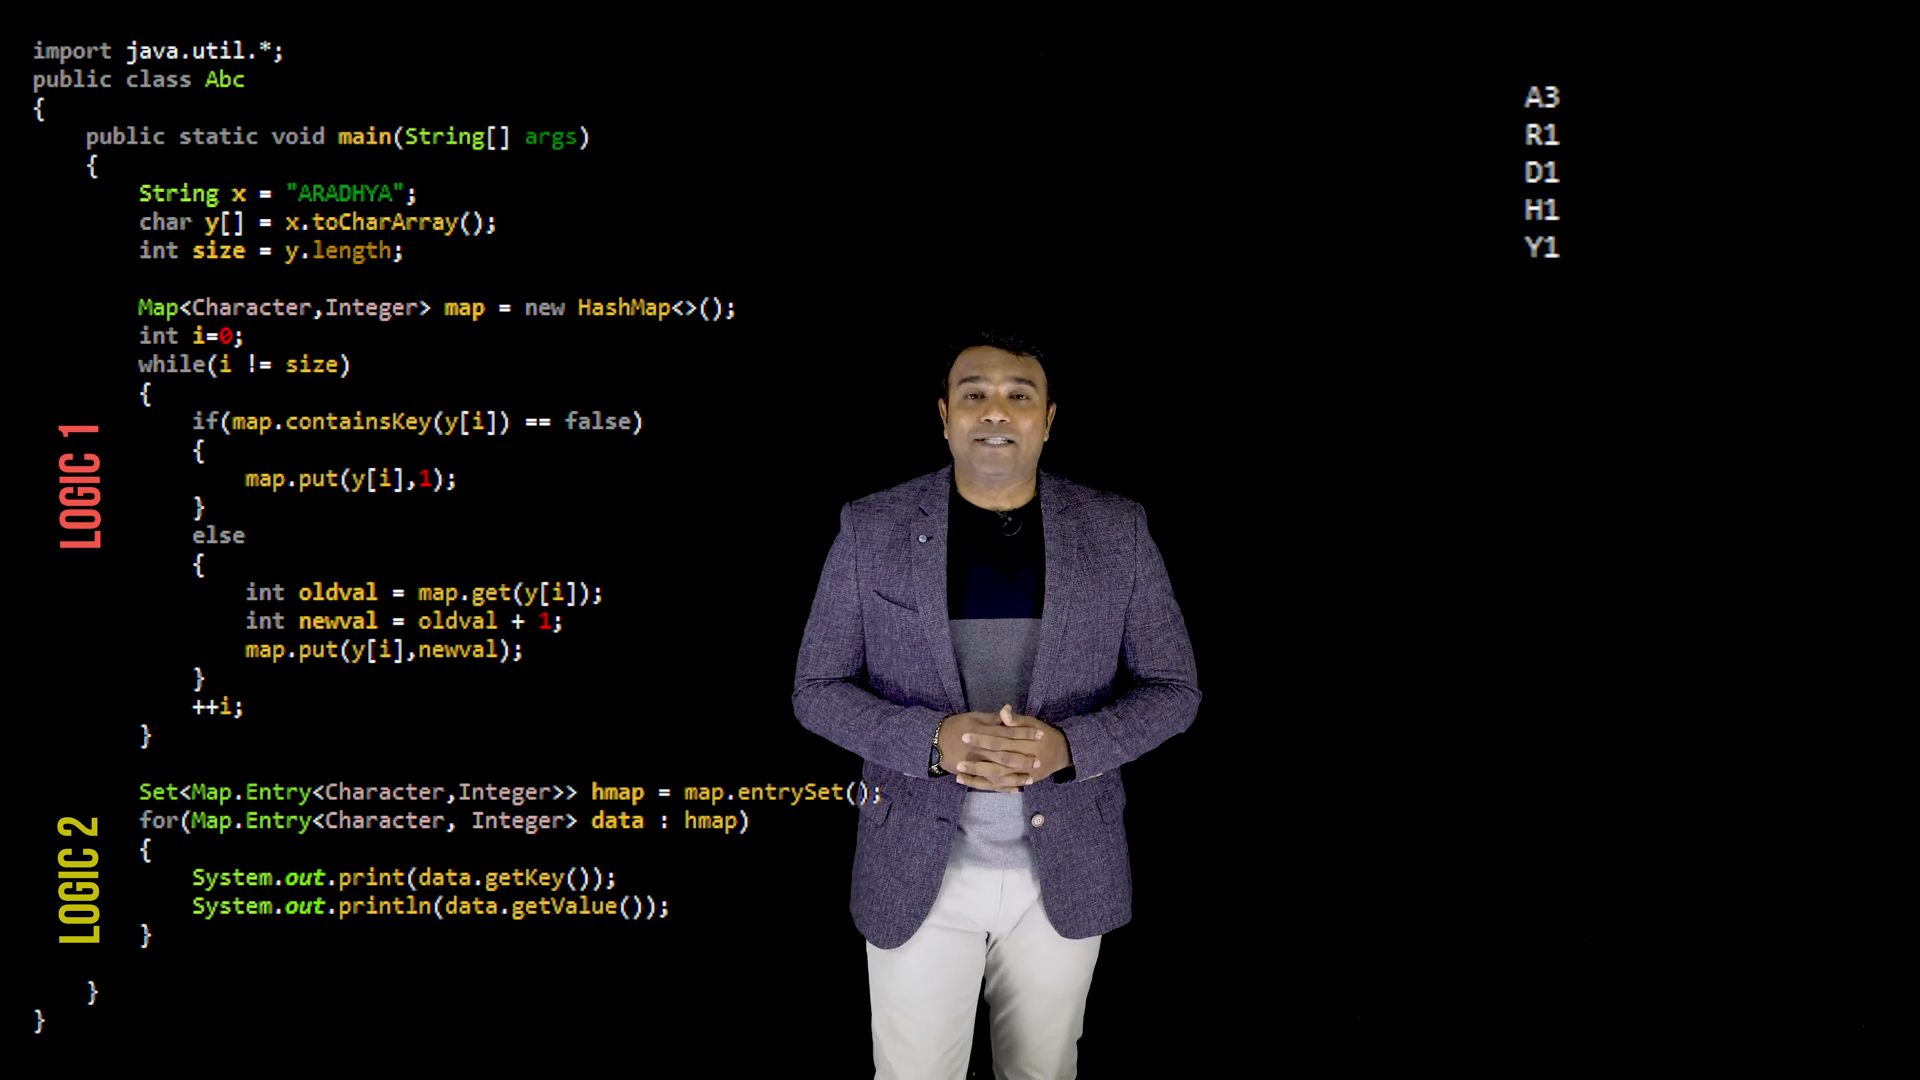 import java.util.*;
public class Abc
{
    public static void main(String[] args)
    {
        String x = "ARADHYA";
        char y[] = x.toCharArray();
        int size = y.length;

        Map<Character,Integer> map = new HashMap<>();
        int i=0;
        while(i != size)
        {
            if(map.containsKey(y[i]) == false)
            {
                map.put(y[i],1);
            }
            else
            {
                int oldval = map.get(y[i]);
                int newval = oldval + 1;
                map.put(y[i],newval);
            }
            ++i;
        }

        Set<Map.Entry<Character,Integer>> hmap = map.entrySet();
        for(Map.Entry<Character, Integer> data : hmap)
        {
            System.out.print(data.getKey());
            System.out.println(data.getValue());
        }

    }
}
LOGIC 1
LOGIC 2
A3
R1
D1
H1
Y1